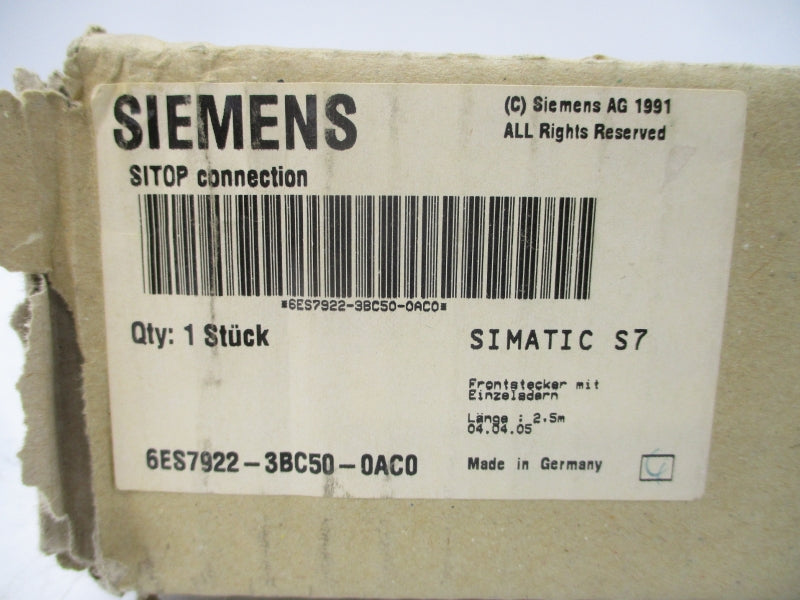 SIEMENS
(C) Siemens AG 1991
ALL Rights Reserved
SITOP connection
*6ES7922-3BC50-0AC0*
Qty: 1 Stück
SIMATIC S7
Frontstecker mit
Einzeladern
Länge : 2.5m
04.04.05
6ES7922-3BC50-0AC0
Made in Germany